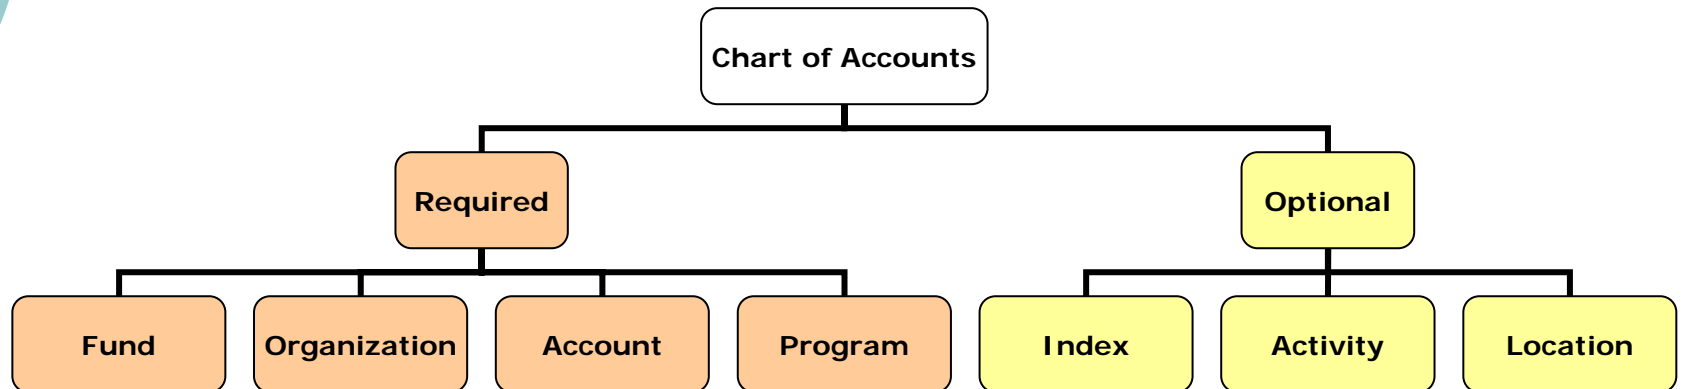 Chart of Accounts
Required
Optional
Fund
Organization
Account
Program
Index
Activity
Location